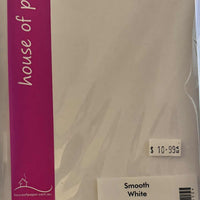 house of p
$ 10.99
Smooth
White